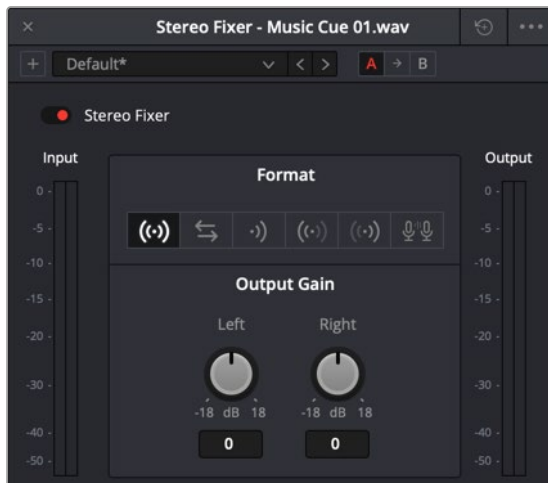 Stereo Fixer - Music Cue 01.wav
Default*
A
B
Stereo Fixer
Input
Output
Format
0 -
-5 -
-10 -
-15 -
-20 -
-30 -
-40 -
-50 -
0 -
-5 -
-10 -
-15 -
-20 -
-30 -
-40 -
-50 -
Output Gain
Left
Right
-18 dB 18
-18 dB 18
0
0